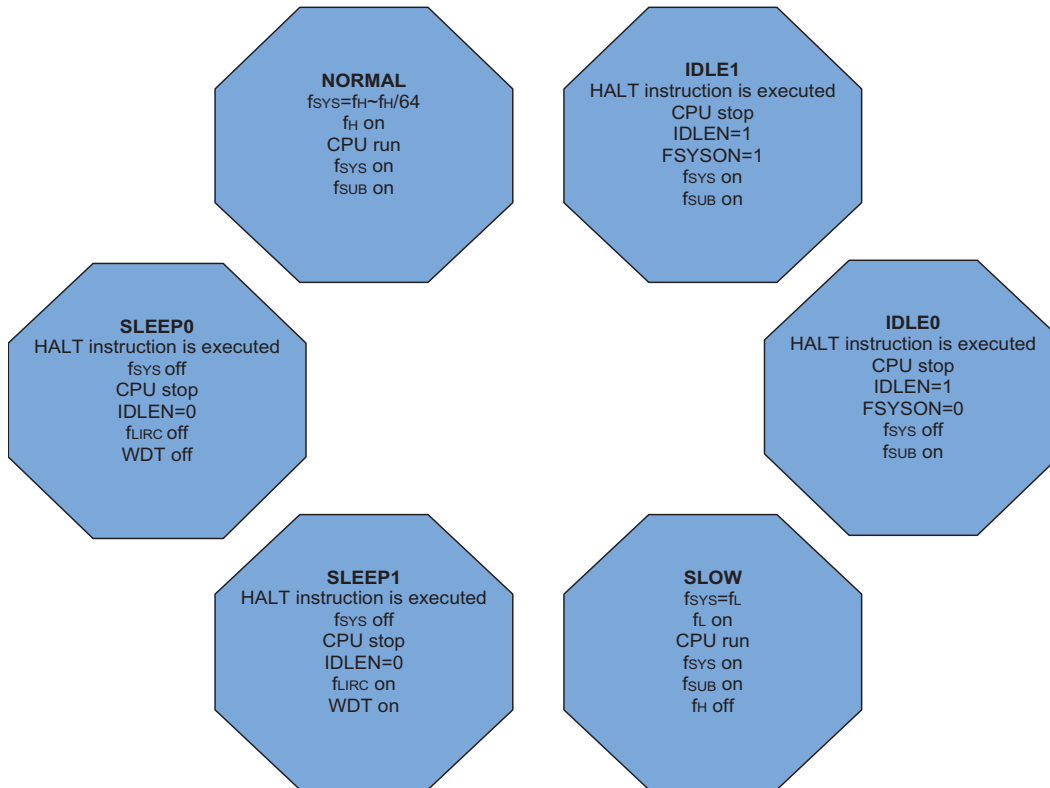 NORMAL
fSYS=fH~fH/64
fH on
CPU run
fSYS on
fSUB on
IDLE1
HALT instruction is executed
CPU stop
IDLEN=1
FSYSON=1
fSYS on
fSUB on
SLEEP0
HALT instruction is executed
fSYS off
CPU stop
IDLEN=0
fLIRC off
WDT off
IDLE0
HALT instruction is executed
CPU stop
IDLEN=1
FSYSON=0
fSYS off
fSUB on
SLEEP1
HALT instruction is executed
fSYS off
CPU stop
IDLEN=0
fLIRC on
WDT on
SLOW
fSYS=fL
fL on
CPU run
fSYS on
fSUB on
fH off